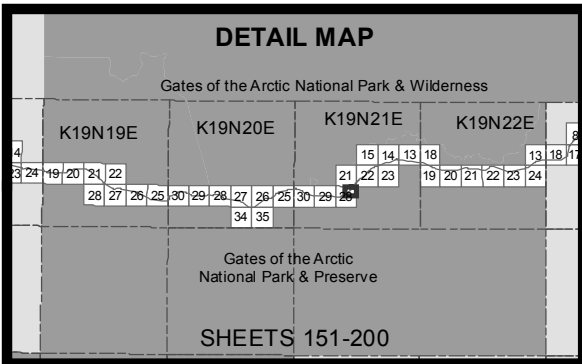 DETAIL MAP
Gates of the Arctic National Park & Wilderness
K19N19E K19N20E K19N21E K19N22E
8
4 15 14 13 18 13 18 17
23 24 19 20 21 22 21 22 23 19 20 21 22 23 24
28 27 26 25 30 29 28 27 26 25 30 29 28
34 35
Gates of the Arctic
National Park & Preserve
SHEETS 151-200